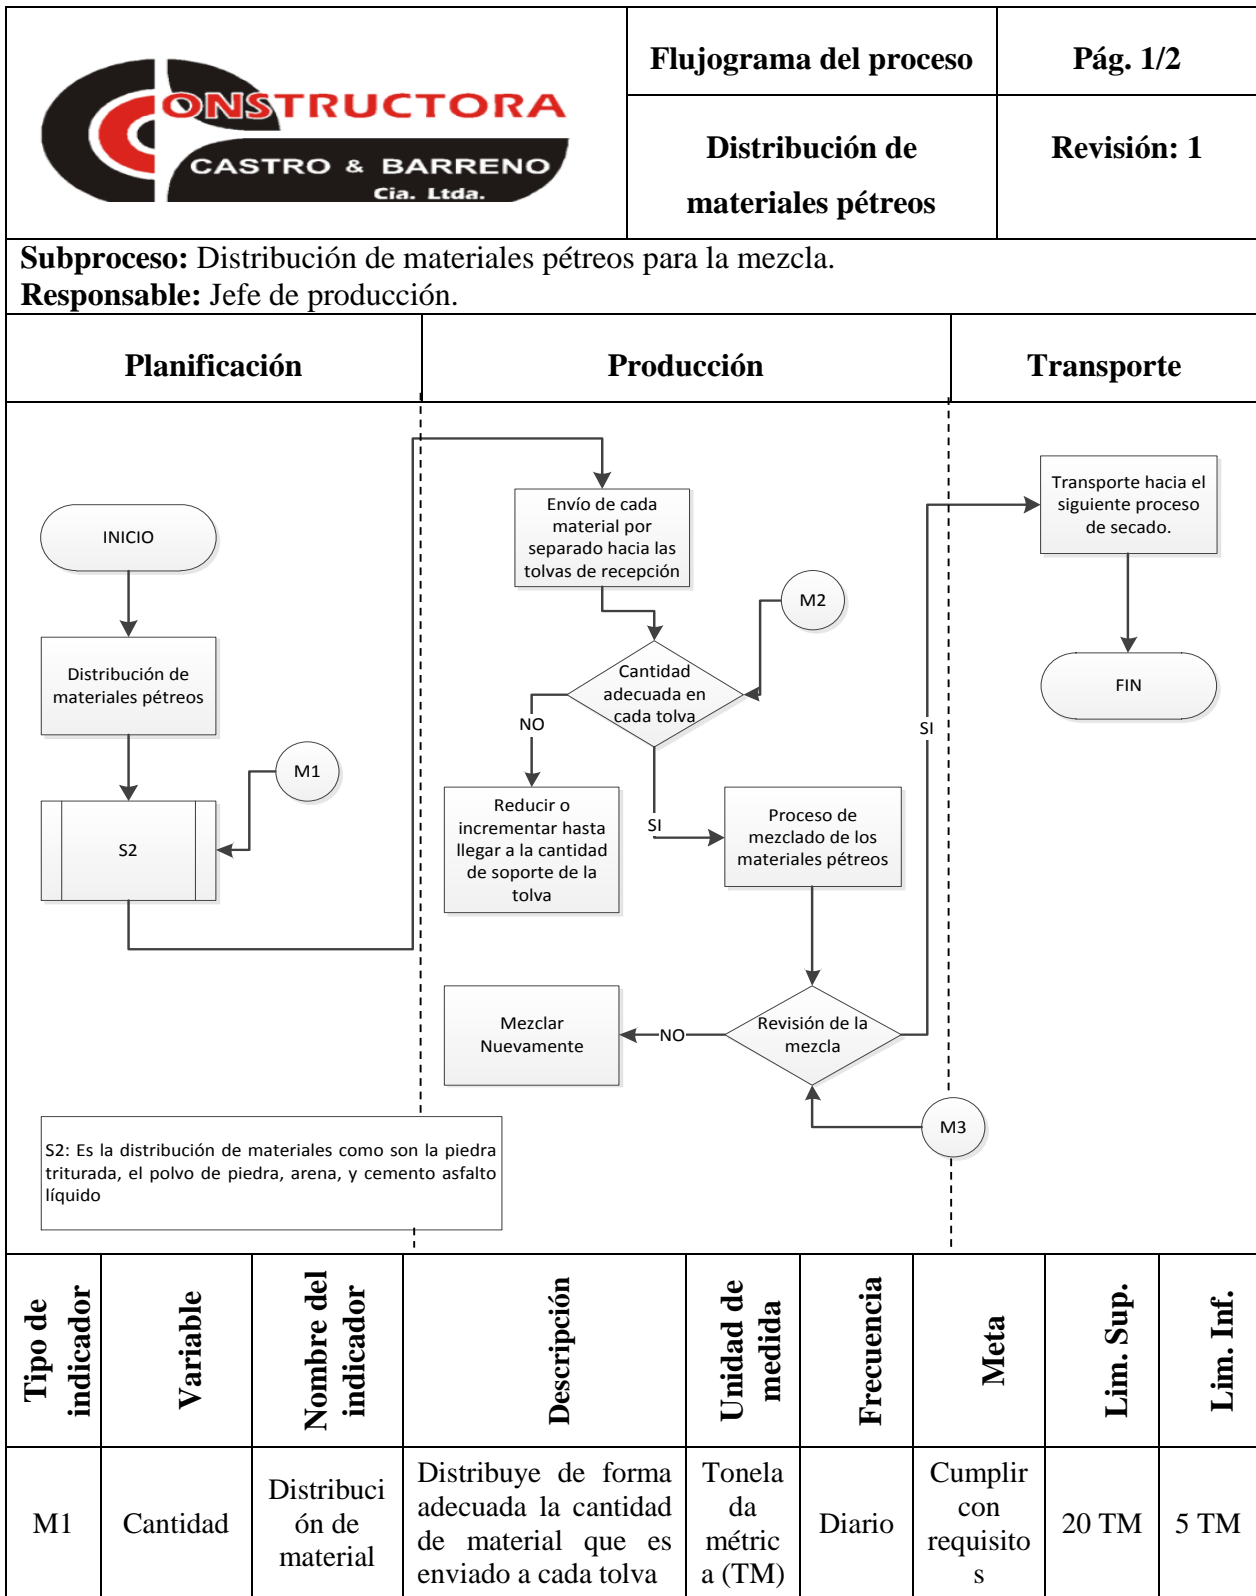 CONSTRUCTORA
CASTRO & BARRENO
Cia. Ltda.
Flujograma del proceso
Pág. 1/2
Distribución de
materiales pétreos
Revisión: 1
Subproceso: Distribución de materiales pétreos para la mezcla.
Responsable: Jefe de producción.
Planificación
Producción
Transporte
INICIO
Distribución de
materiales pétreos
M1
S2
Envío de cada
material por
separado hacia las
tolvas de recepción
M2
Cantidad
adecuada en
cada tolva
NO
SI
Reducir o
incrementar hasta
llegar a la cantidad
de soporte de la
tolva
Proceso de
mezclado de los
materiales pétreos
Revisión de la
mezcla
NO
Mezclar
Nuevamente
M3
SI
Transporte hacia el
siguiente proceso
de secado.
FIN
S2: Es la distribución de materiales como son la piedra
triturada, el polvo de piedra, arena, y cemento asfalto
líquido
Tipo de
indicador
Variable
Nombre del
indicador
Descripción
Unidad de
medida
Frecuencia
Meta
Lim. Sup.
Lim. Inf.
M1
Cantidad
Distribuci
ón de
material
Distribuye de forma
adecuada la cantidad
de material que es
enviado a cada tolva
Tonela
da
métric
a (TM)
Diario
Cumplir
con
requisito
s
20 TM
5 TM